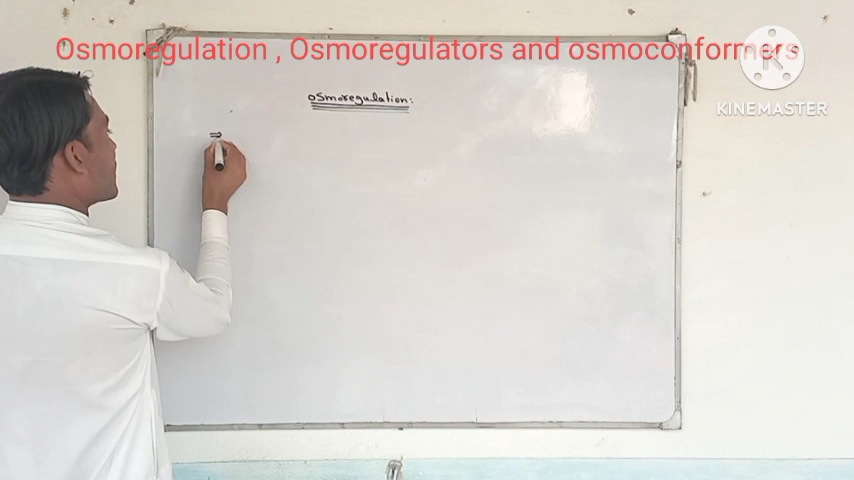 Osmoregulation , Osmoregulators and osmoconformers
KINEMASTER
osmoregulation:
⇒